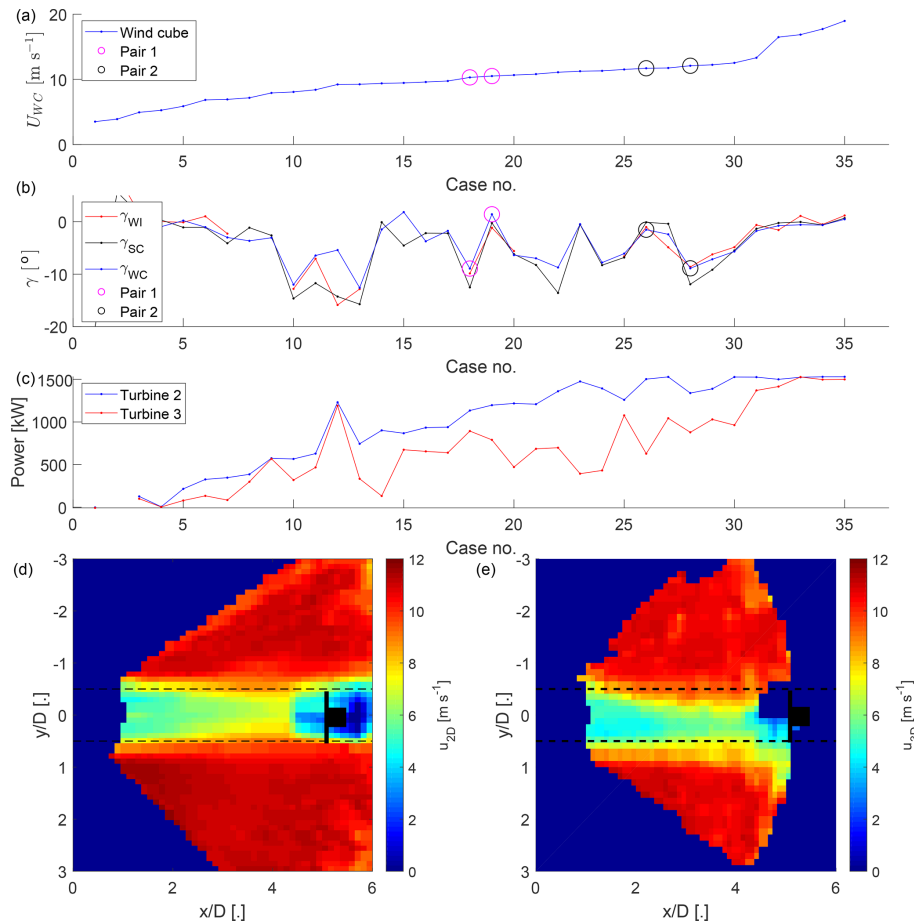 (a)
20
10
0
U_WC [m s⁻¹]
Wind cube
Pair 1
Pair 2
0 5 10 15 20 25 30 35
Case no.
(b)
0
-10
-20
γ [°]
γ_WI
γ_SC
γ_WC
Pair 1
Pair 2
0 5 10 15 20 25 30 35
Case no.
(c)
1500
1000
500
0
Power [kW]
Turbine 2
Turbine 3
0 5 10 15 20 25 30 35
Case no.
(d)
-3
-2
-1
0
1
2
3
y/D [.]
0 2 4 6
x/D [.]
12
10
8
6
4
2
0
u_2D [m s⁻¹]
(e)
-3
-2
-1
0
1
2
3
y/D [.]
0 2 4 6
x/D [.]
12
10
8
6
4
2
0
u_2D [m s⁻¹]